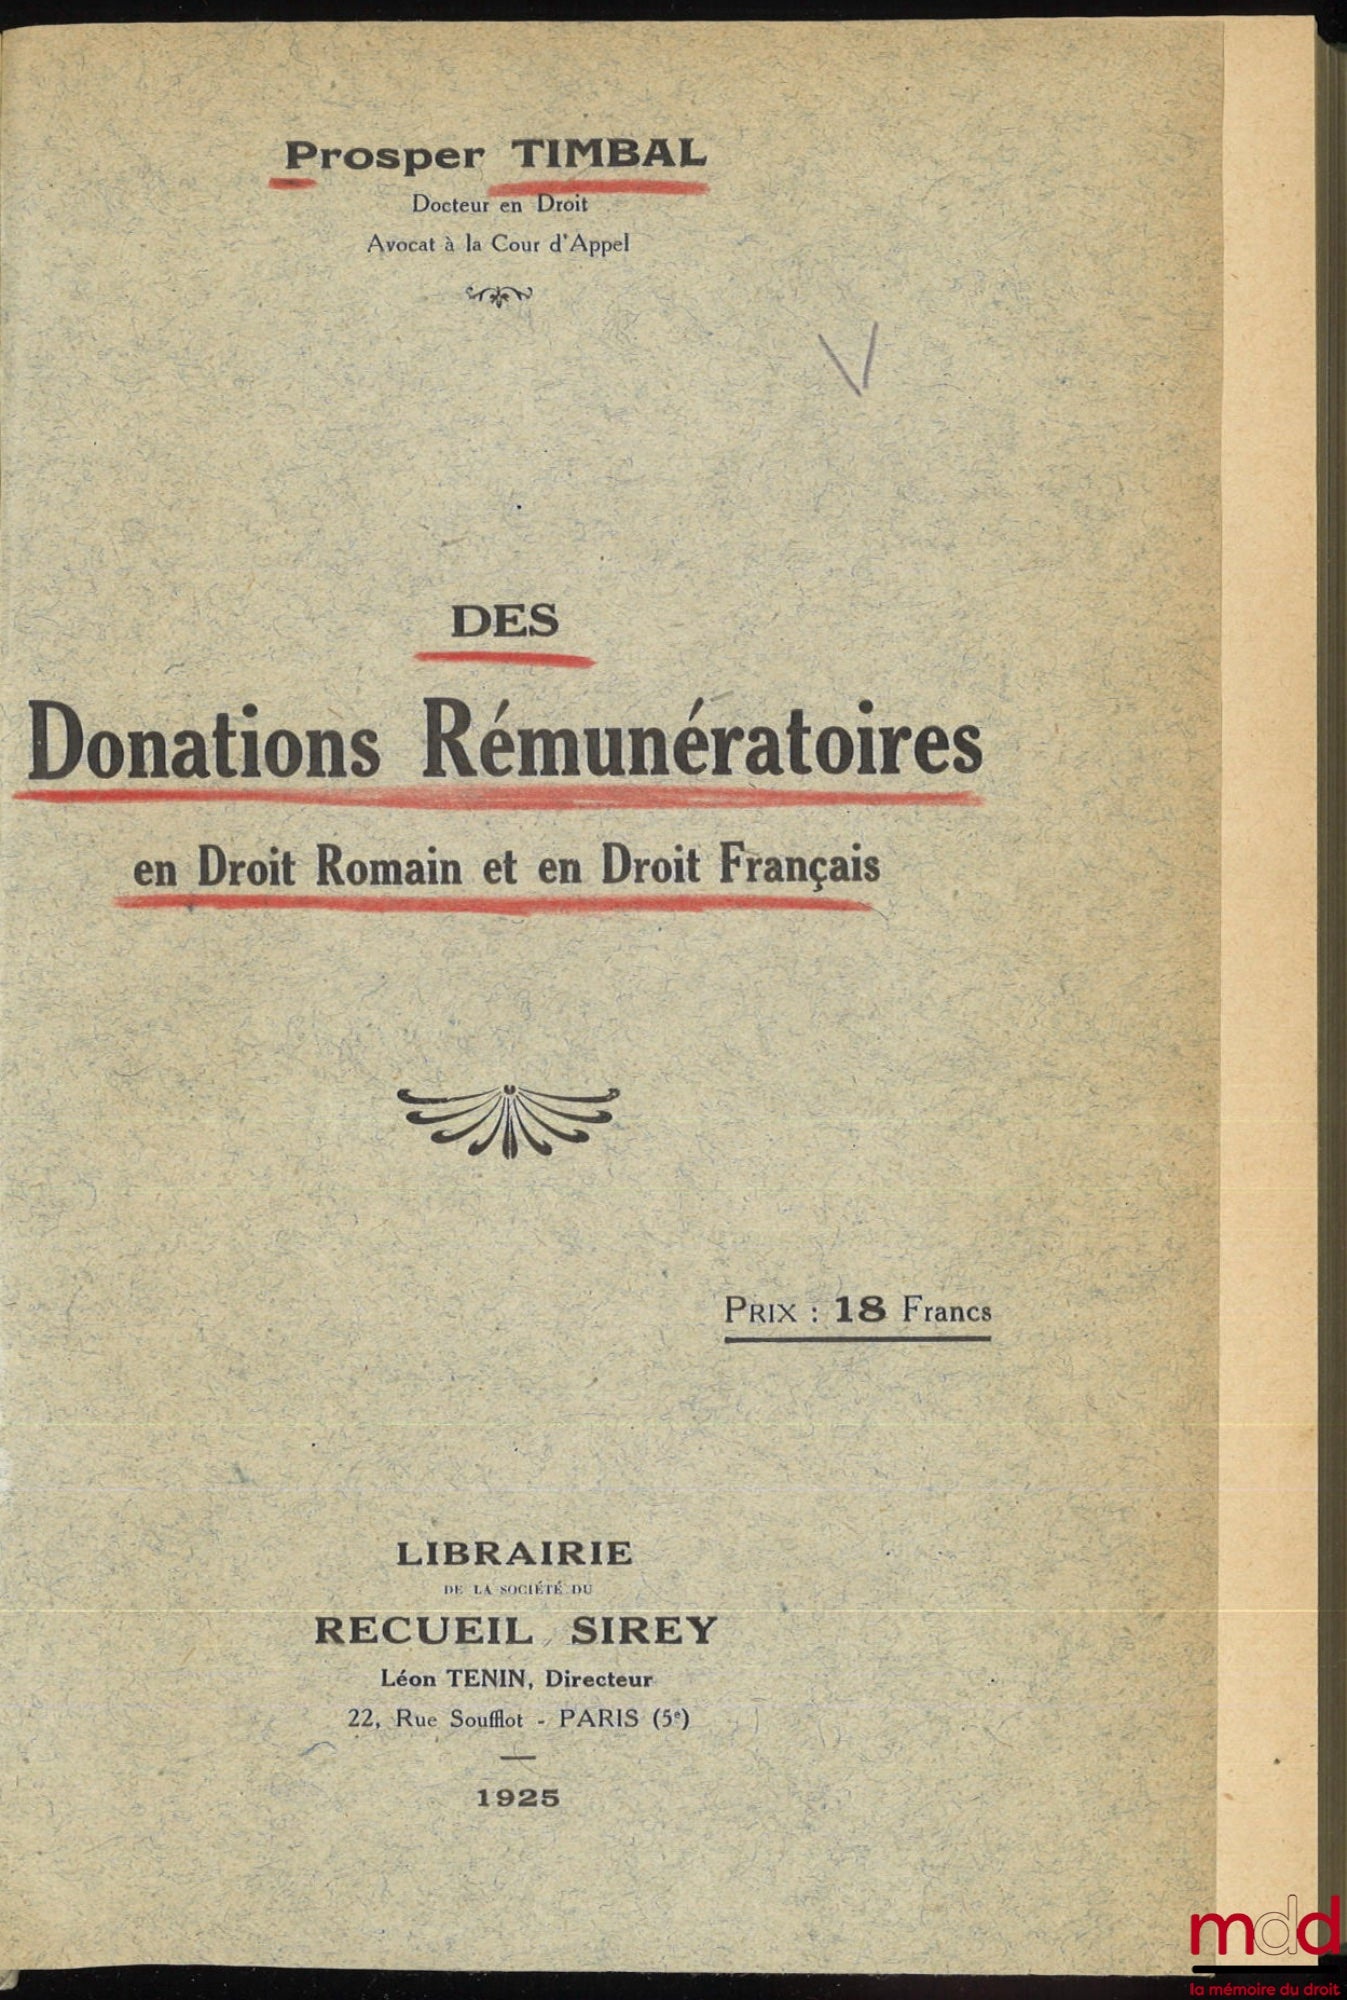 Prosper TIMBAL
Docteur en Droit
Avocat à la Cour d'Appel
V
DES
Donations Rémunératoires
en Droit Romain et en Droit Français
PRIX : 18 Francs
LIBRAIRIE
DE LA SOCIÉTÉ DU
RECUEIL SIREY
Léon TENIN, Directeur
22, Rue Soufflot - PARIS (5e)
1925
mdd
la mémoire du droit